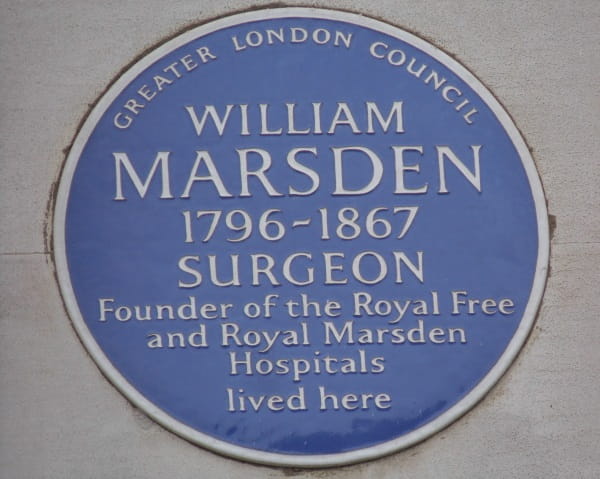 GREATER LONDON COUNCIL
WILLIAM
MARSDEN
1796-1867
SURGEON
Founder of the Royal Free
and Royal Marsden
Hospitals
lived here